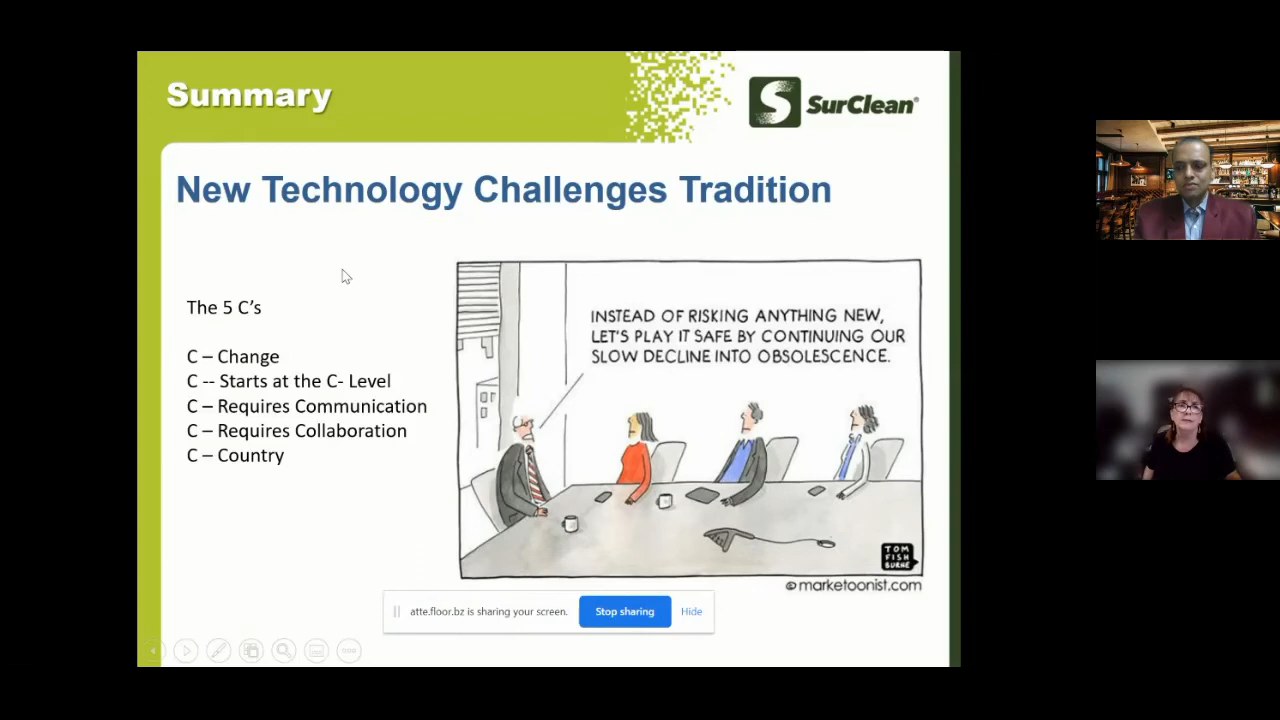 Summary
SurClean®
New Technology Challenges Tradition
The 5 C’s
C – Change
C -- Starts at the C- Level
C – Requires Communication
C – Requires Collaboration
C – Country
INSTEAD OF RISKING ANYTHING NEW,
LET'S PLAY IT SAFE BY CONTINUING OUR
SLOW DECLINE INTO OBSOLESCENCE.
TOM
FISH
BURNE
© marketoonist.com
atte.floor.bz is sharing your screen.
Stop sharing
Hide